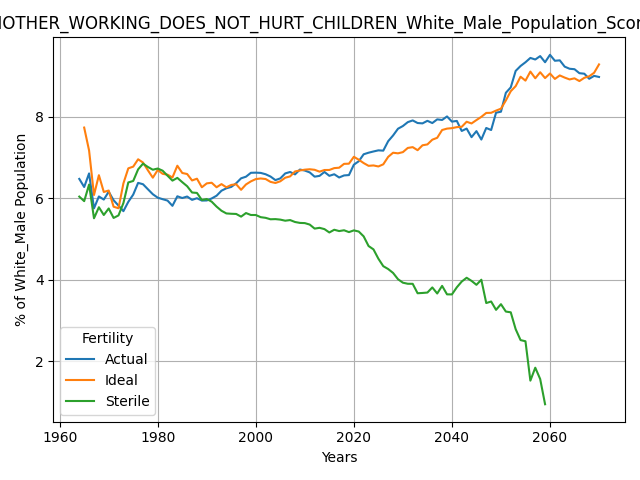 MOTHER_WORKING_DOES_NOT_HURT_CHILDREN_White_Male_Population_Scor
% of White_Male Population
8
6
4
2
Fertility
Actual
Ideal
Sterile
1960 1980 2000 2020 2040 2060
Years